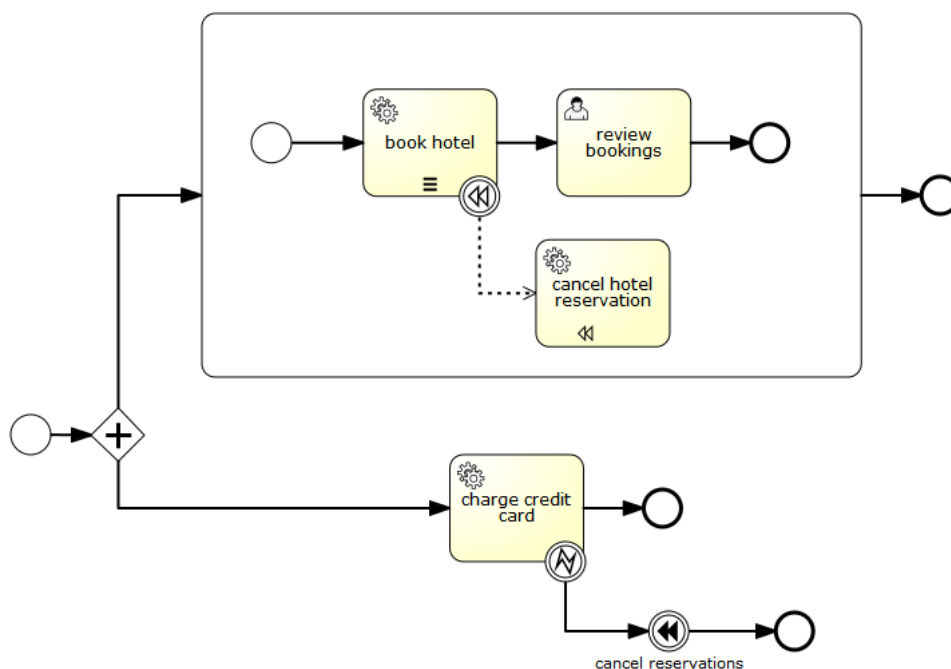 book hotel
review
bookings
cancel hotel
reservation
charge credit
card
cancel reservations